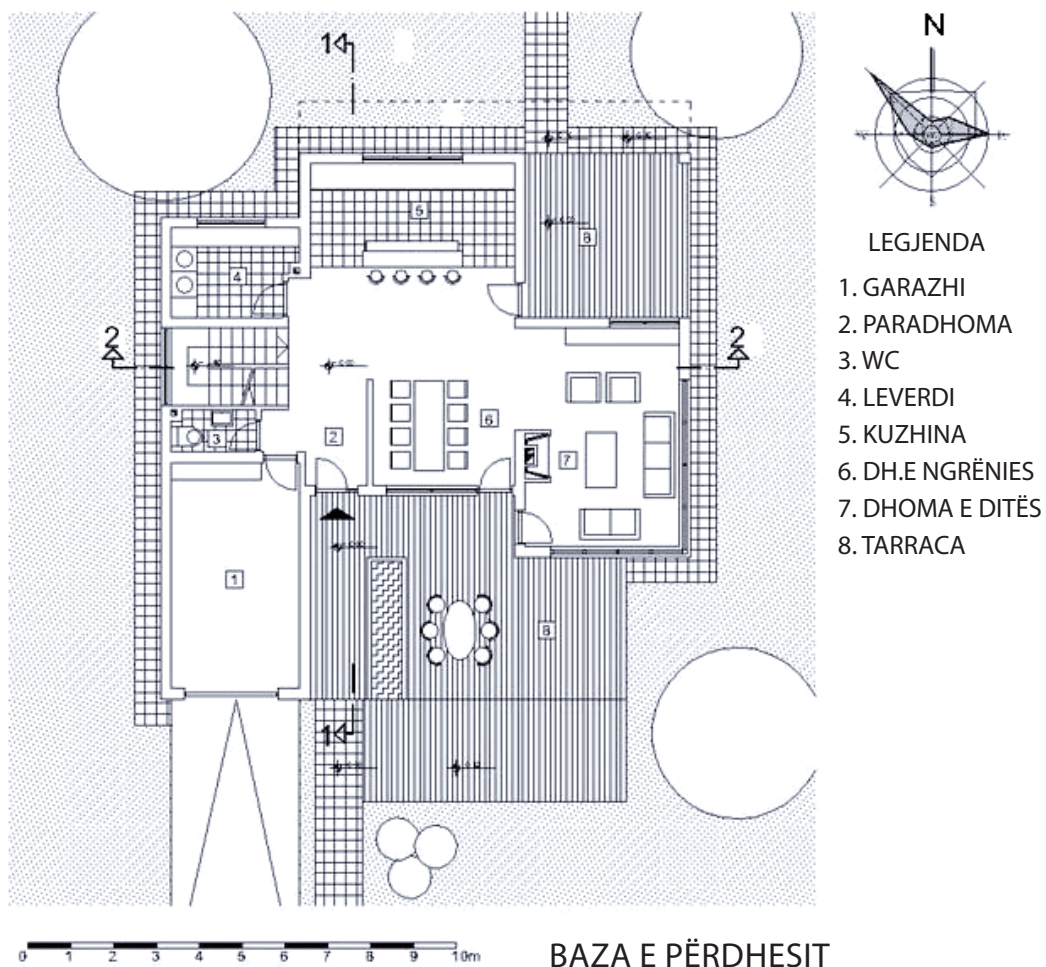 1
N
S
5
8
4
2
2
6
3
2
7
1
8
1
LEGJENDA
1. GARAZHI
2. PARADHOMA
3. WC
4. LEVERDI
5. KUZHINA
6. DH.E NGRËNIES
7. DHOMA E DITËS
8. TARRACA
0 1 2 3 4 5 6 7 8 9 10m
BAZA E PËRDHESIT